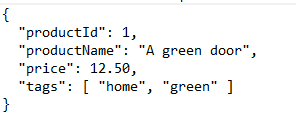 {
  "productId": 1,
  "productName": "A green door",
  "price": 12.50,
  "tags": [ "home", "green" ]
}